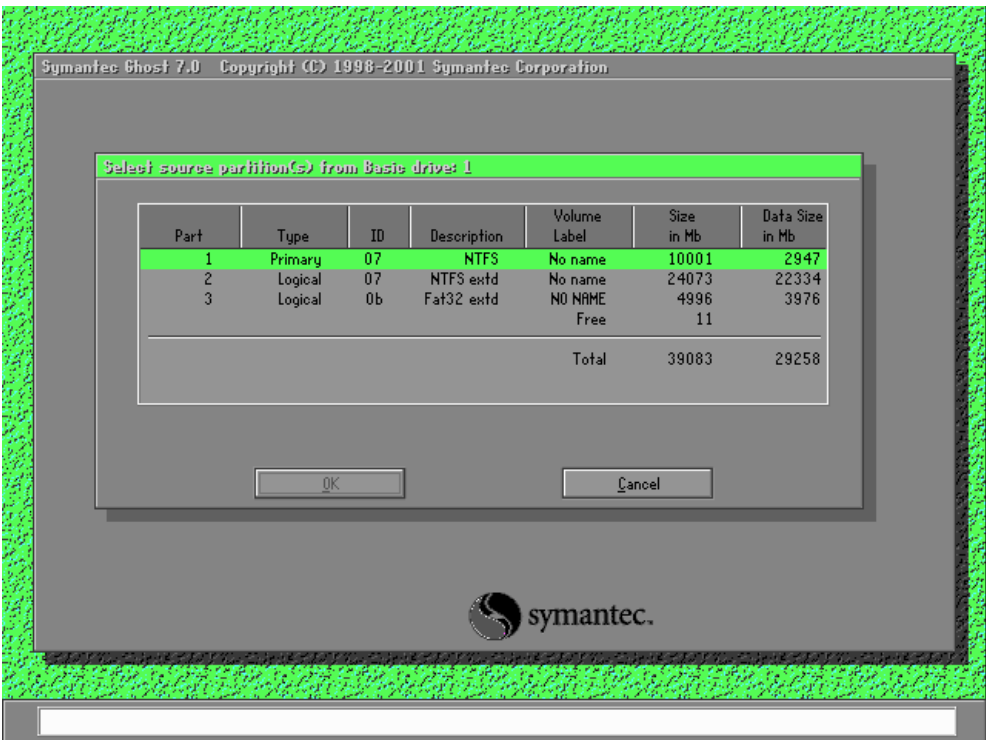 Symantec Ghost 7.0   Copyright (C) 1998-2001 Symantec Corporation
Select source partition(s) from Basic drive: 1
Part Type ID Description Volume Label Size in Mb Data Size in Mb
1 Primary 07 NTFS No name 10001 2947
2 Logical 07 NTFS extd No name 24073 22334
3 Logical 0b Fat32 extd NO NAME 4996 3976
Free 11
Total 39083 29258
OK Cancel
symantec.